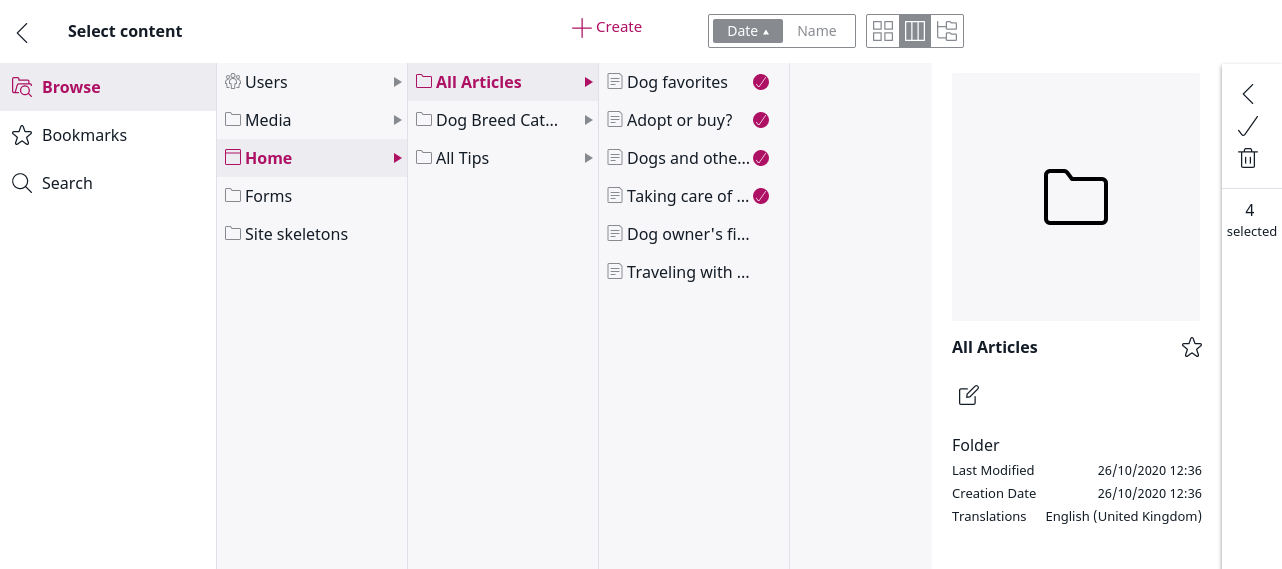 Select content
Create
Date
Name
Browse
Bookmarks
Search
Users
Media
Home
Forms
Site skeletons
All Articles
Dog Breed Cat...
All Tips
Dog favorites
Adopt or buy?
Dogs and othe...
Taking care of ...
Dog owner's fi...
Traveling with ...
All Articles
Folder
Last Modified 26/10/2020 12:36
Creation Date 26/10/2020 12:36
Translations English (United Kingdom)
4
selected